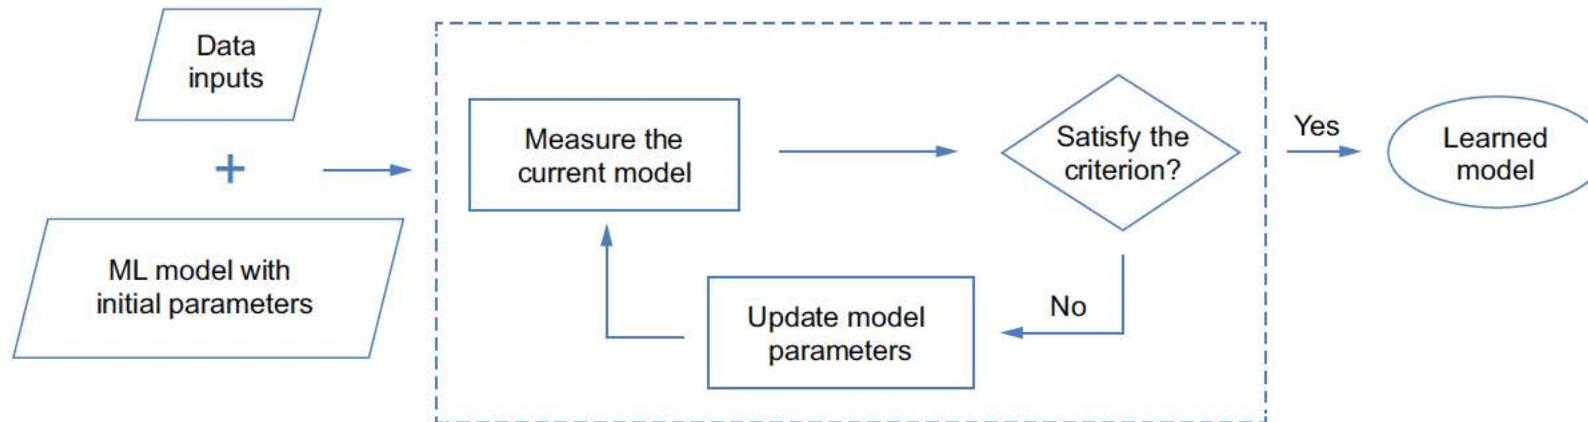 Data
inputs
+
ML model with
initial parameters
Measure the
current model
Satisfy the
criterion?
Yes
Learned
model
No
Update model
parameters